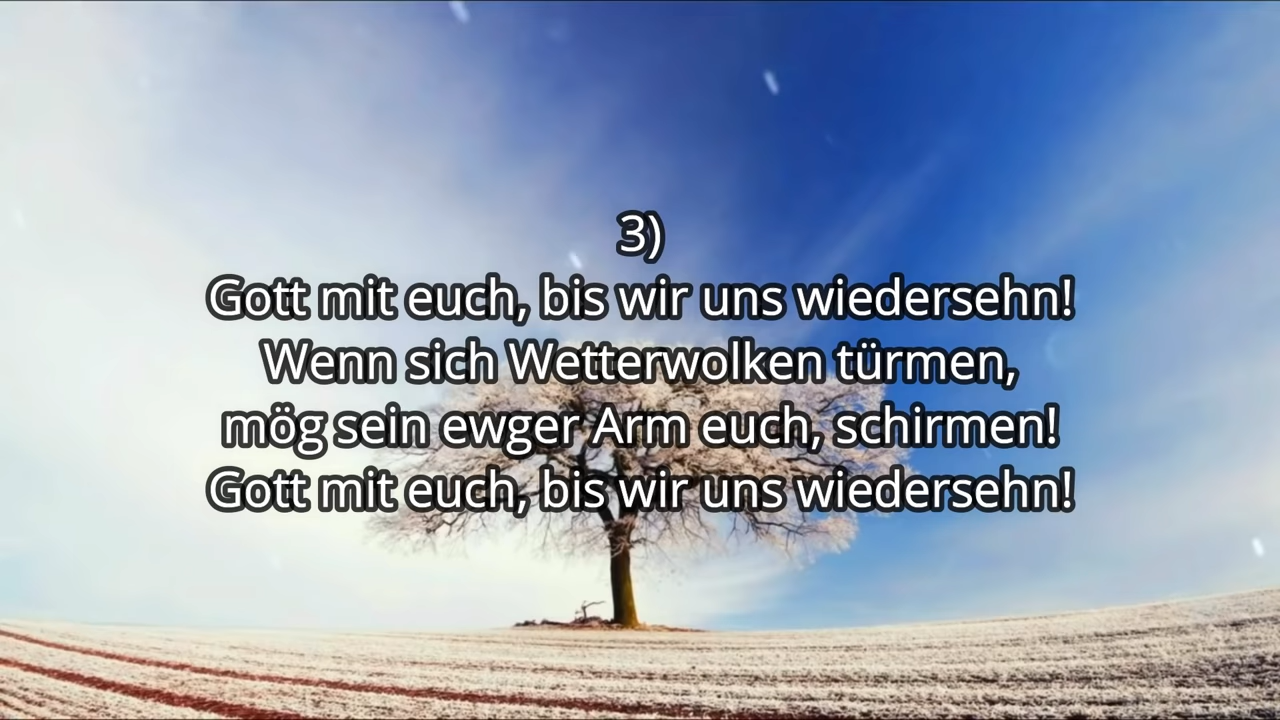 3)
Gott mit euch, bis wir uns wiedersehn!
Wenn sich Wetterwolken türmen,
mög sein ewger Arm euch, schirmen!
Gott mit euch, bis wir uns wiedersehn!